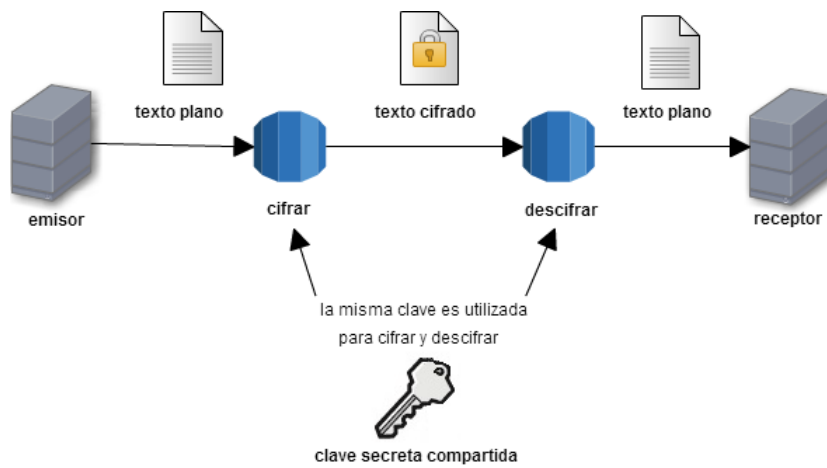 texto plano
texto cifrado
texto plano
emisor
cifrar
descifrar
receptor
la misma clave es utilizada
para cifrar y descifrar
clave secreta compartida